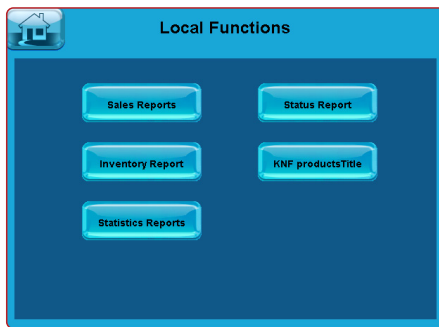 Local Functions
Sales Reports
Status Report
Inventory Report
KNF productsTitle
Statistics Reports